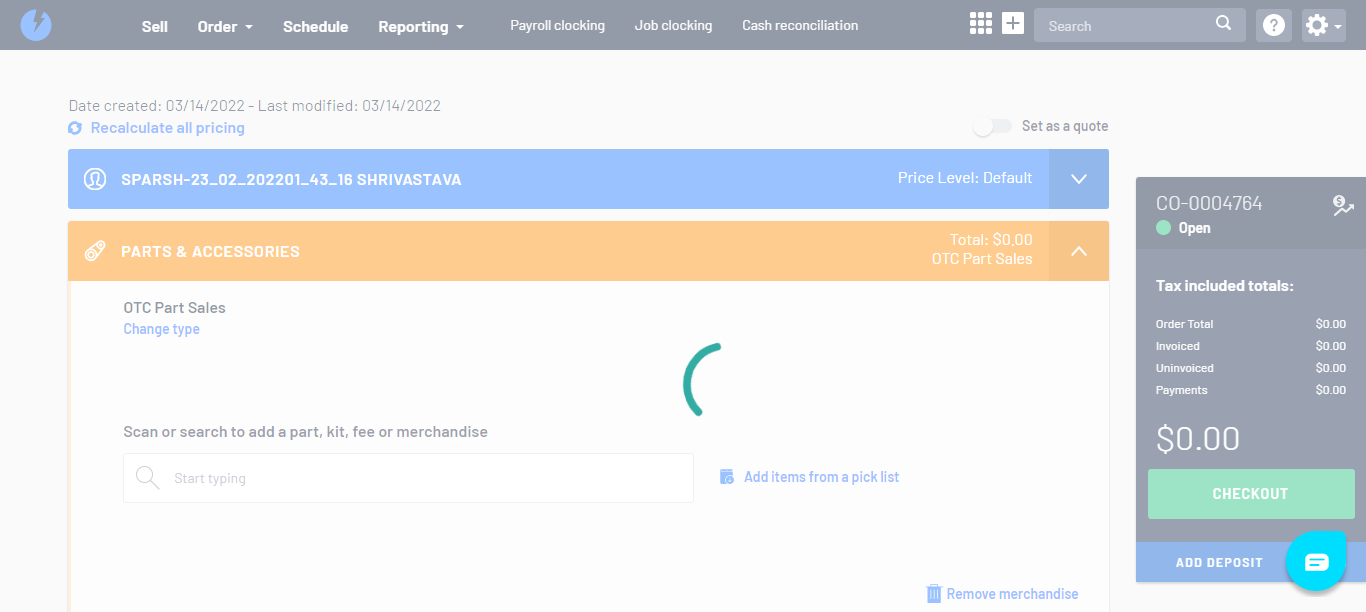 Sell Order Schedule Reporting Payroll clocking Job clocking Cash reconciliation Search
Date created: 03/14/2022 - Last modified: 03/14/2022
Recalculate all pricing
Set as a quote
SPARSH-23_02_202201_43_16 SHRIVASTAVA
Price Level: Default
PARTS & ACCESSORIES
Total: $0.00
OTC Part Sales
OTC Part Sales
Change type
Scan or search to add a part, kit, fee or merchandise
Start typing
Add items from a pick list
Remove merchandise
CO-0004764
Open
Tax included totals:
Order Total $0.00
Invoiced $0.00
Uninvoiced $0.00
Payments $0.00
$0.00
CHECKOUT
ADD DEPOSIT